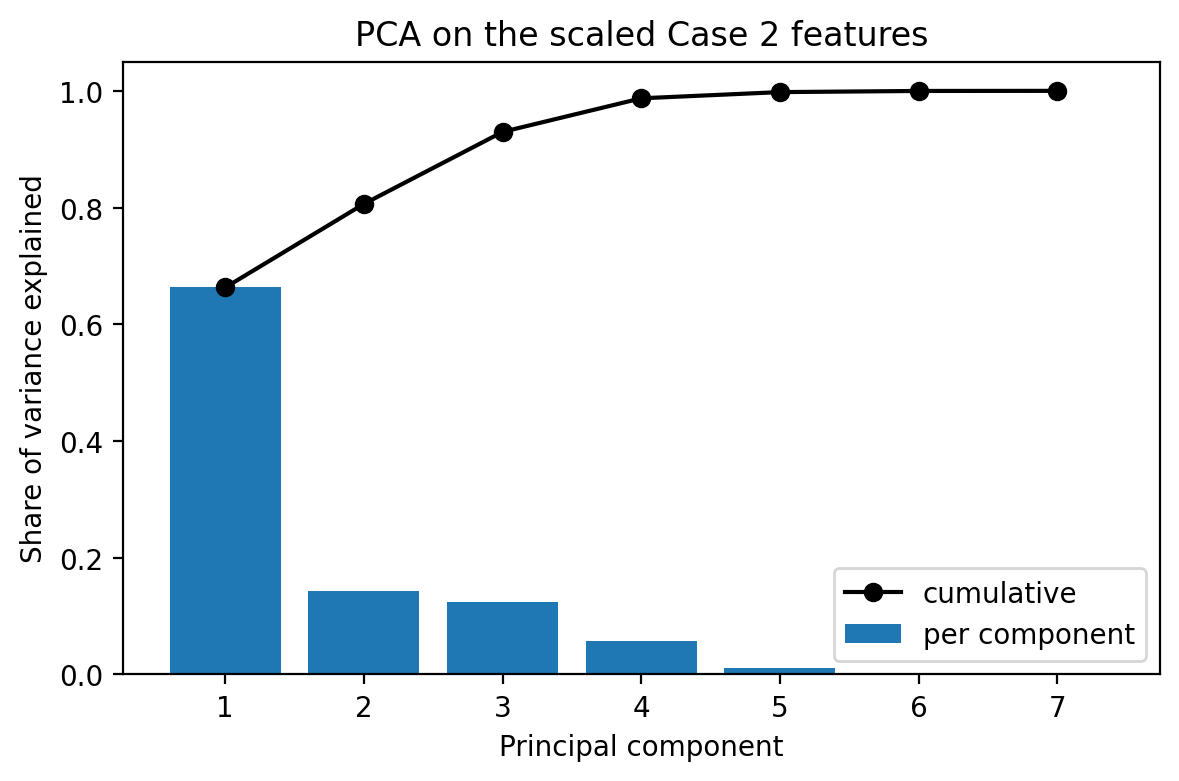 PCA on the scaled Case 2 features
Share of variance explained
1.0
0.8
0.6
0.4
0.2
0.0
cumulative
per component
1 2 3 4 5 6 7
Principal component